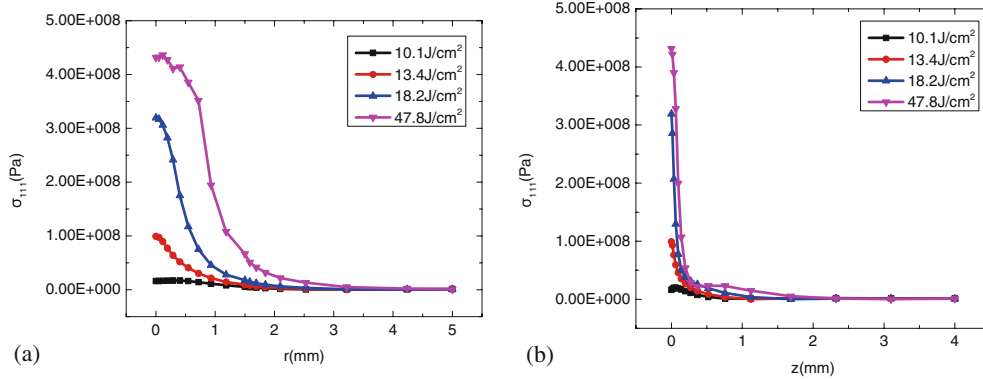 5.00E+008
4.00E+008
3.00E+008
2.00E+008
1.00E+008
0.00E+000
σ111(Pa)
10.1J/cm²
13.4J/cm²
18.2J/cm²
47.8J/cm²
0 1 2 3 4 5
r(mm)
(a)
5.00E+008
4.00E+008
3.00E+008
2.00E+008
1.00E+008
0.00E+000
σ111(Pa)
10.1J/cm²
13.4J/cm²
18.2J/cm²
47.8J/cm²
0 1 2 3 4
z(mm)
(b)